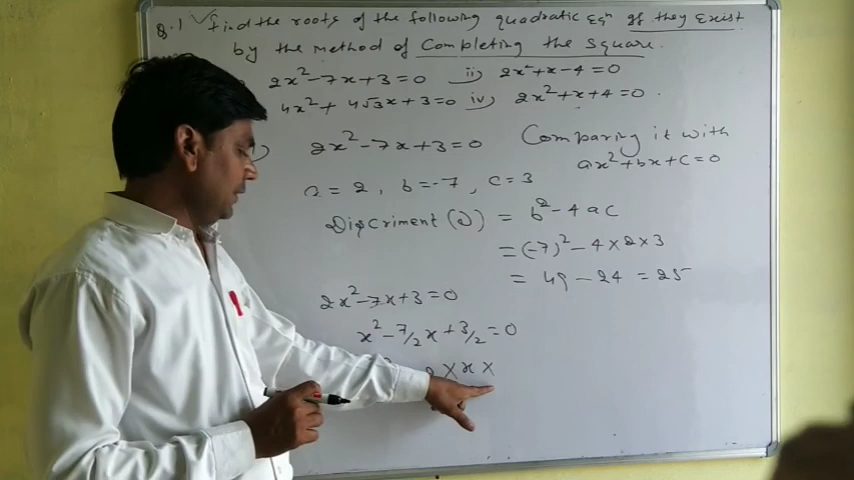 Q.1 ✓ Find the roots of the following quadratic Eqⁿ if they Exist
by the method of Completing the square.
2x²-7x+3=0 ii) 2x²+x-4=0
4x²+4√3x+3=0 iv) 2x²+x+4=0.
) 2x²-7x+3=0 Comparing it with
ax²+bx+c=0
a=2, b=-7, c=3
Discriment (D) = b²-4ac
=(-7)²-4×2×3
= 49-24 = 25
2x²-7x+3=0
x²-7/2x+3/2=0
2×x×